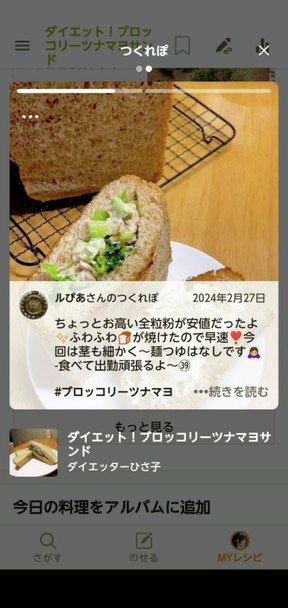 ダイエット！ブロッ
コリーツナマヨサン
ド
つくれぽ
ルぴあさんのつくれぽ
2024年2月27日
ちょっとお高い全粒粉が安値だったよ
✨ふわふわ🍞が焼けたので早速❣️今
回は茎も細かく〜麺つゆはなしです🙇‍♀️
-食べて出勤頑張るよ〜㊴
#ブロッコリーツナマヨ
•••続きを読む
もっと見る
ダイエット！ブロッコリーツナマヨサ
ンド
ダイエッターひさ子
今日の料理をアルバムに追加
さがす
のせる
MYレシピ